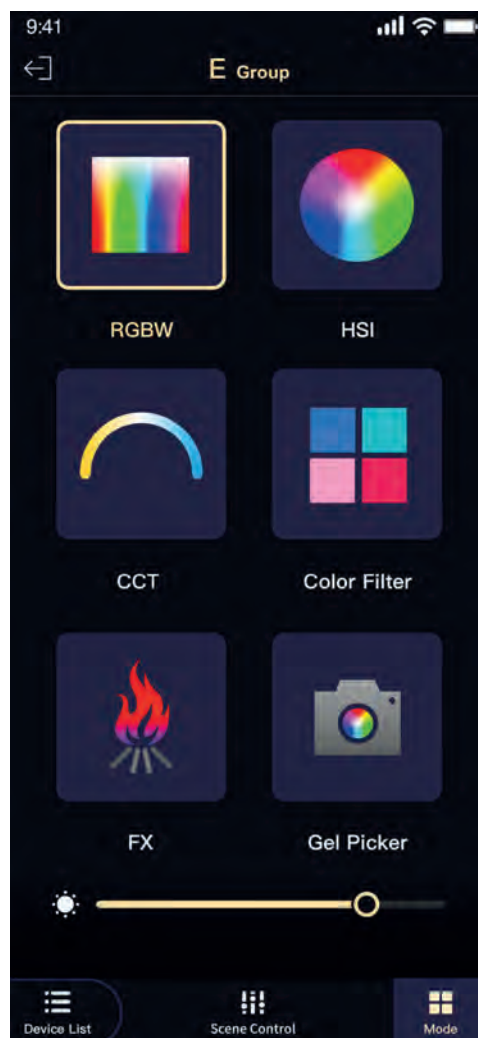 9:41
E Group
RGBW
HSI
CCT
Color Filter
FX
Gel Picker
Device List
Scene Control
Mode